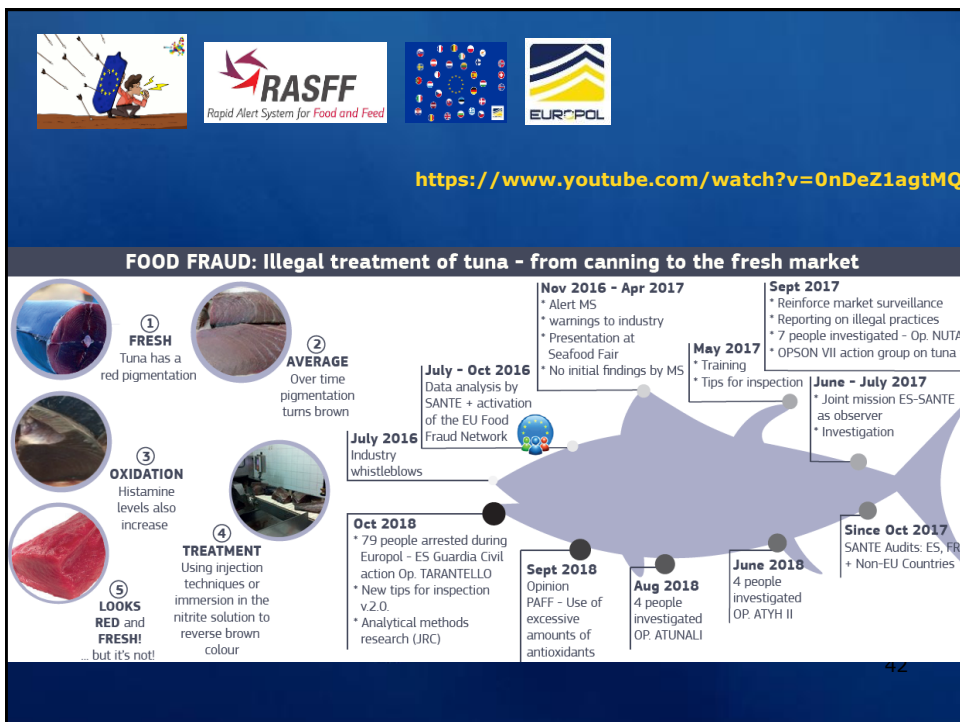 RASFF
Rapid Alert System for Food and Feed
EUROPOL
https://www.youtube.com/watch?v=0nDeZ1agtMQ
FOOD FRAUD: Illegal treatment of tuna - from canning to the fresh market
1
FRESH
Tuna has a
red pigmentation
2
AVERAGE
Over time
pigmentation
turns brown
3
OXIDATION
Histamine
levels also
increase
4
TREATMENT
Using injection
techniques or
immersion in the
nitrite solution to
reverse brown
colour
5
LOOKS
RED and
FRESH!
... but it's not!
July 2016
Industry
whistleblows
July - Oct 2016
Data analysis by
SANTE + activation
of the EU Food
Fraud Network
Nov 2016 - Apr 2017
* Alert MS
* warnings to industry
* Presentation at
Seafood Fair
* No initial findings by MS
May 2017
* Training
* Tips for inspection
June - July 2017
* Joint mission ES-SANTE
as observer
* Investigation
Sept 2017
* Reinforce market surveillance
* Reporting on illegal practices
* 7 people investigated - Op. NUTA
* OPSON VII action group on tuna
Since Oct 2017
SANTE Audits: ES, FR
+ Non-EU Countries
June 2018
4 people
investigated
OP. ATYH II
Aug 2018
4 people
investigated
OP. ATUNALI
Sept 2018
Opinion
PAFF - Use of
excessive
amounts of
antioxidants
Oct 2018
* 79 people arrested during
Europol - ES Guardia Civil
action Op. TARANTELLO
* New tips for inspection
v.2.0.
* Analytical methods
research (JRC)
42